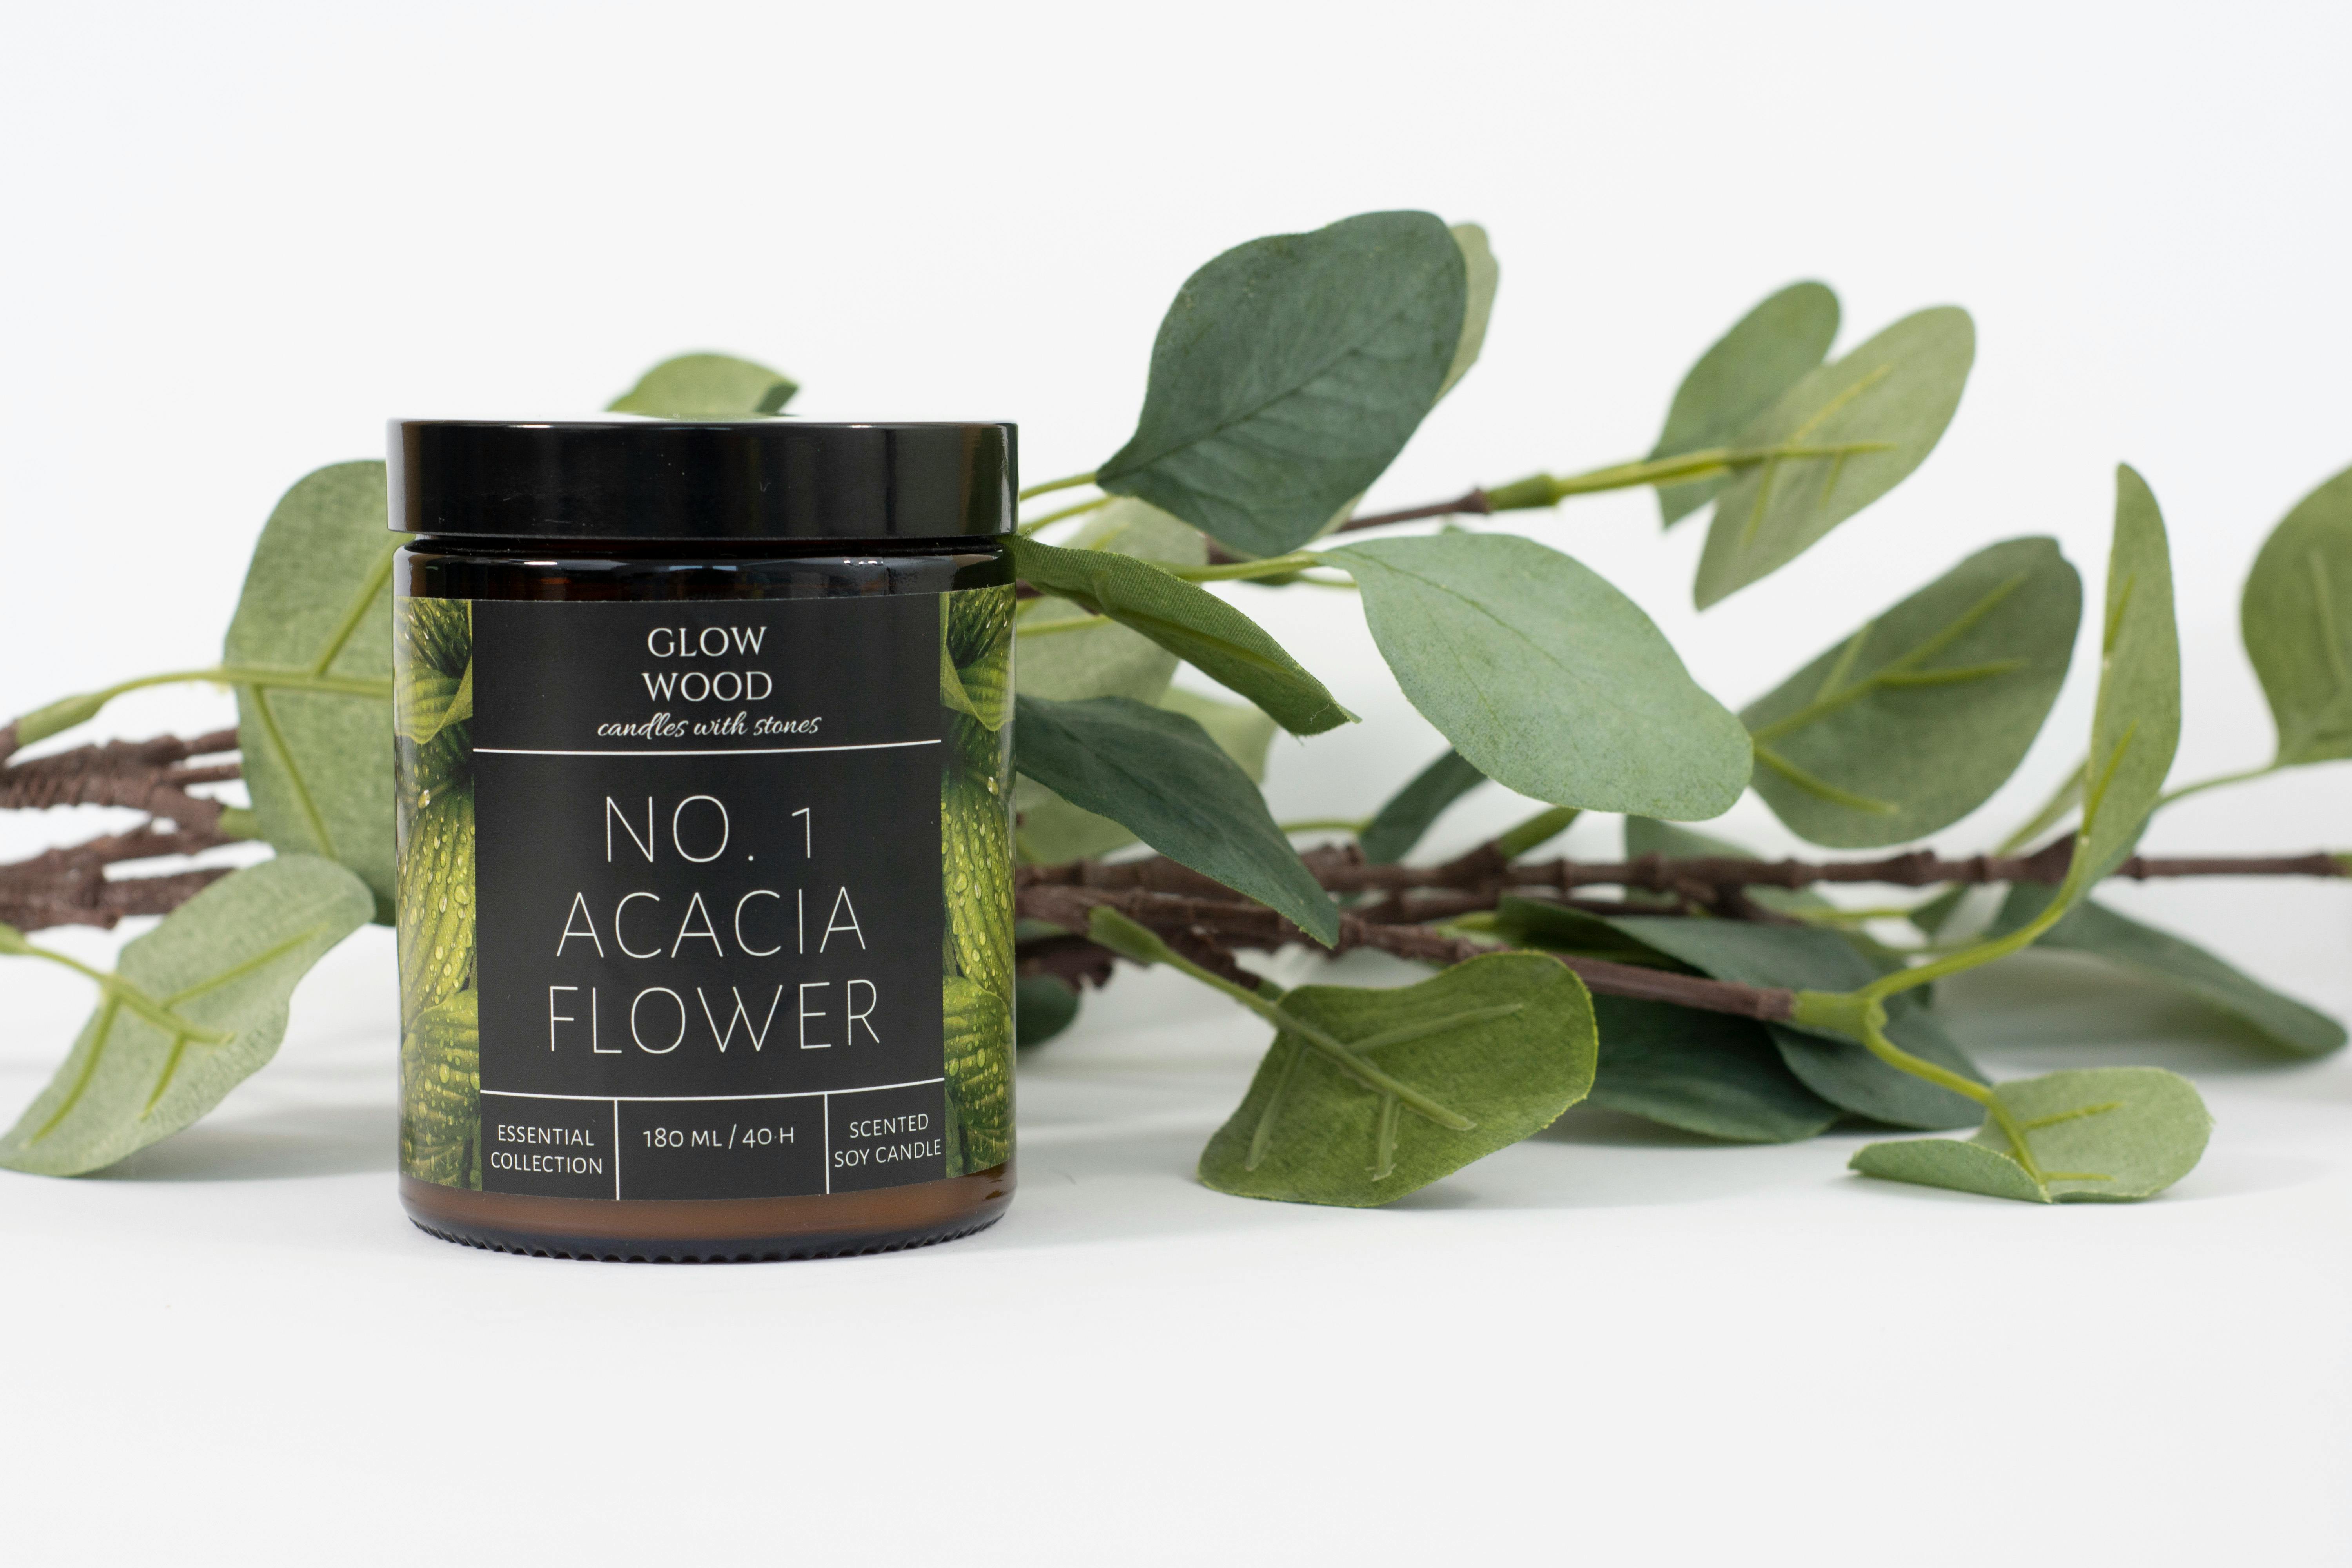 GLOW
WOOD
candles with stones
NO. 1
ACACIA
FLOWER
ESSENTIAL
COLLECTION
180 ML / 40 H
SCENTED
SOY CANDLE